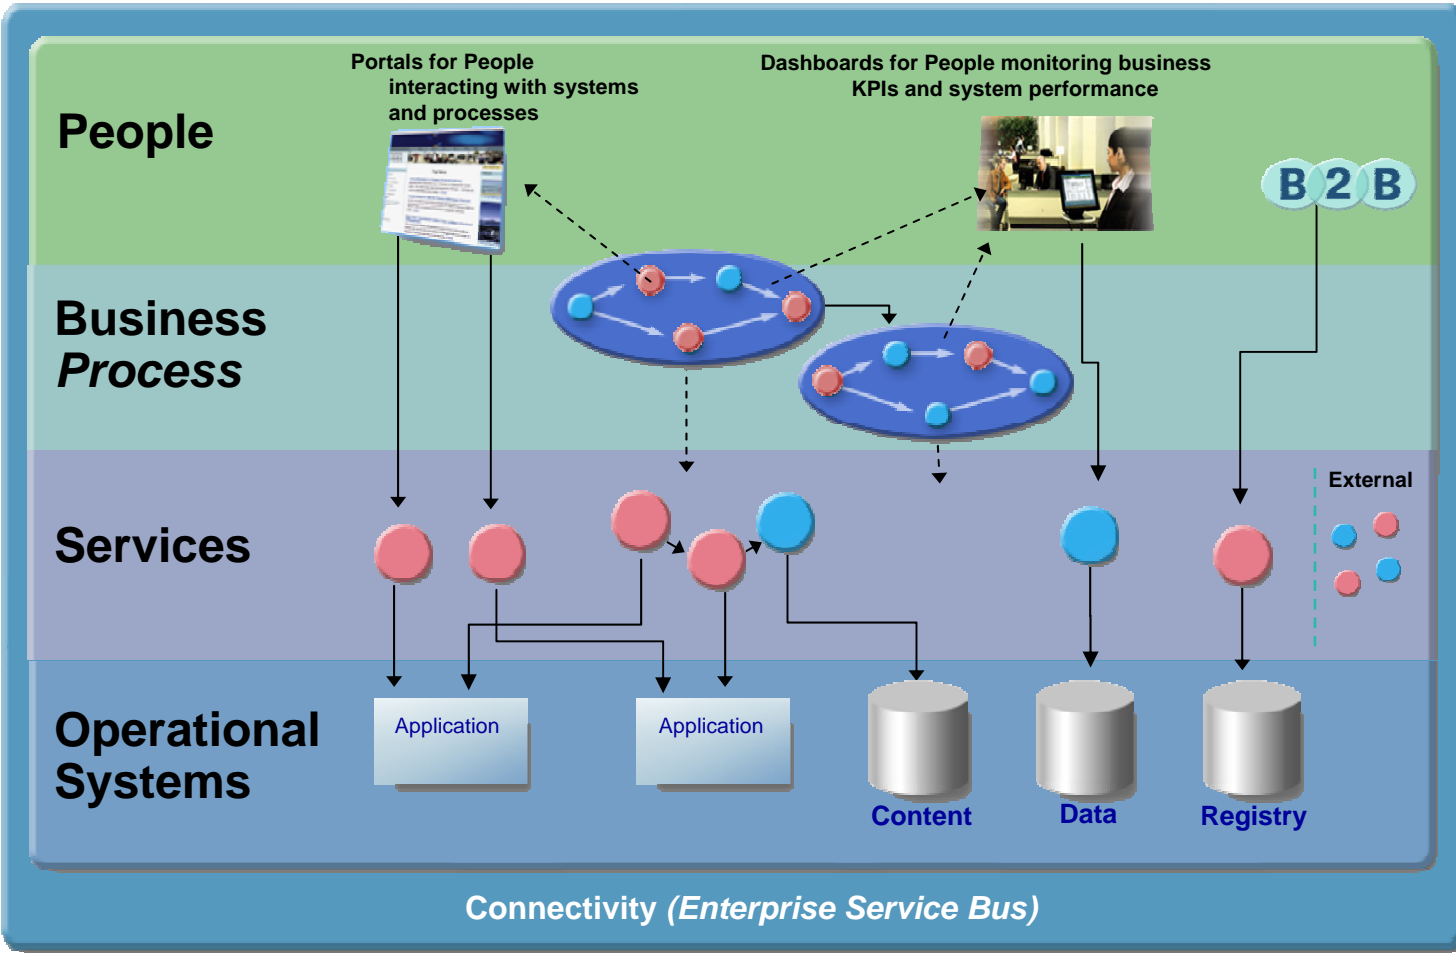 Portals for People
interacting with systems
and processes
Dashboards for People monitoring business
KPIs and system performance
People
B2B
Business
Process
External
Services
Operational
Systems
Application
Application
Content
Data
Registry
Connectivity (Enterprise Service Bus)